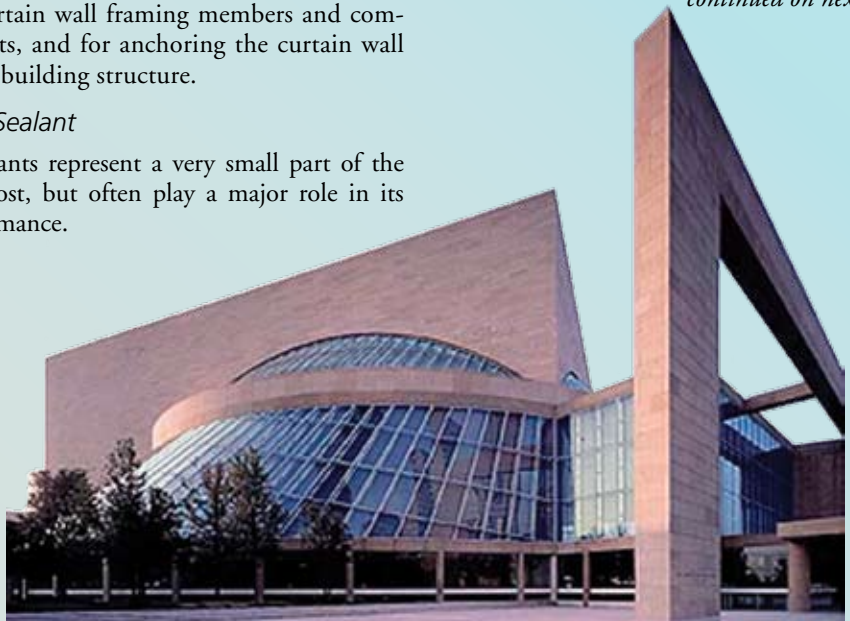 rtain wall framing members and com-
ts, and for anchoring the curtain wall
building structure.
Sealant
ants represent a very small part of the
ost, but often play a major role in its
mance.
continued on nex